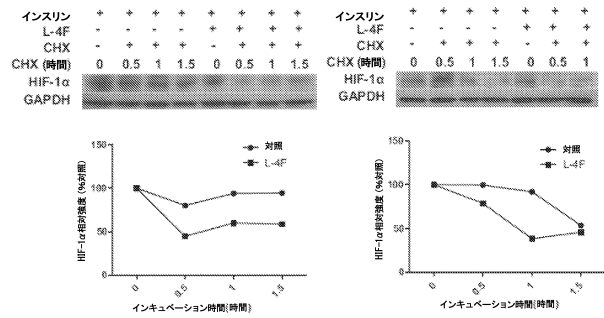 インスリン + + + + + + + +
L-4F + + + +
CHX - + + + - + + +
CHX (時間) 0 0.5 1 1.5 0 0.5 1 1.5
HIF-1α
GAPDH
対照
L-4F
HIF-1α相対強度 (%対照)
150
100
50
0
0 0.5 1 1.5
インキュベーション時間{時間}
インスリン + + + + + + +
L-4F + + +
CHX - + + + - + +
CHX (時間) 0 0.5 1 1.5 0 0.5 1
HIF-1α
GAPDH
対照
L-4F
HIF-1α相対強度 (%対照)
150
100
50
0
0 0.5 1 1.5
インキュベーション時間{時間}